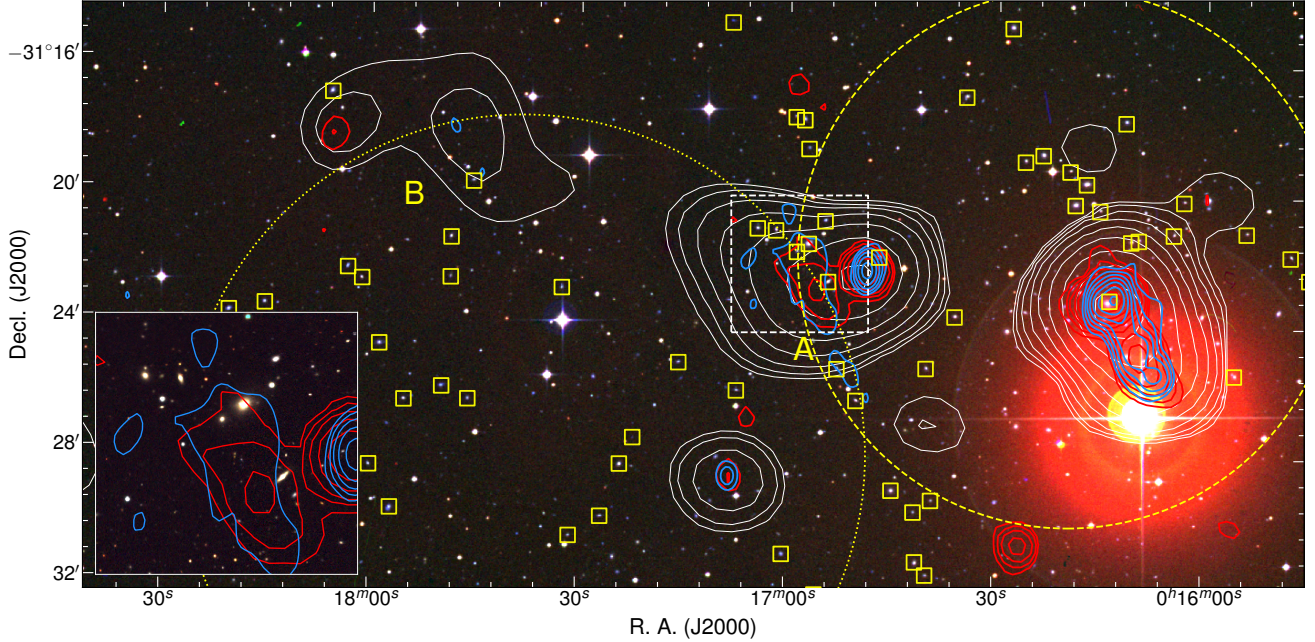 −31°16′
20′
24′
28′
32′
Decl. (J2000)
B
A
30ˢ
18ᵐ00ˢ
30ˢ
17ᵐ00ˢ
30ˢ
0ʰ16ᵐ00ˢ
R. A. (J2000)